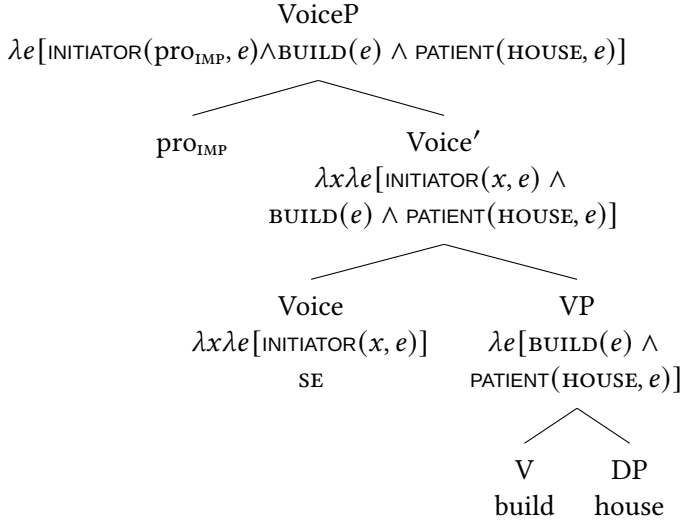 VoiceP
λe[INITIATOR(pro_IMP, e)∧BUILD(e) ∧ PATIENT(HOUSE, e)]
pro_IMP Voice′
λxλe[INITIATOR(x, e) ∧
BUILD(e) ∧ PATIENT(HOUSE, e)]
Voice VP
λxλe[INITIATOR(x, e)] λe[BUILD(e) ∧
SE PATIENT(HOUSE, e)]
V DP
build house